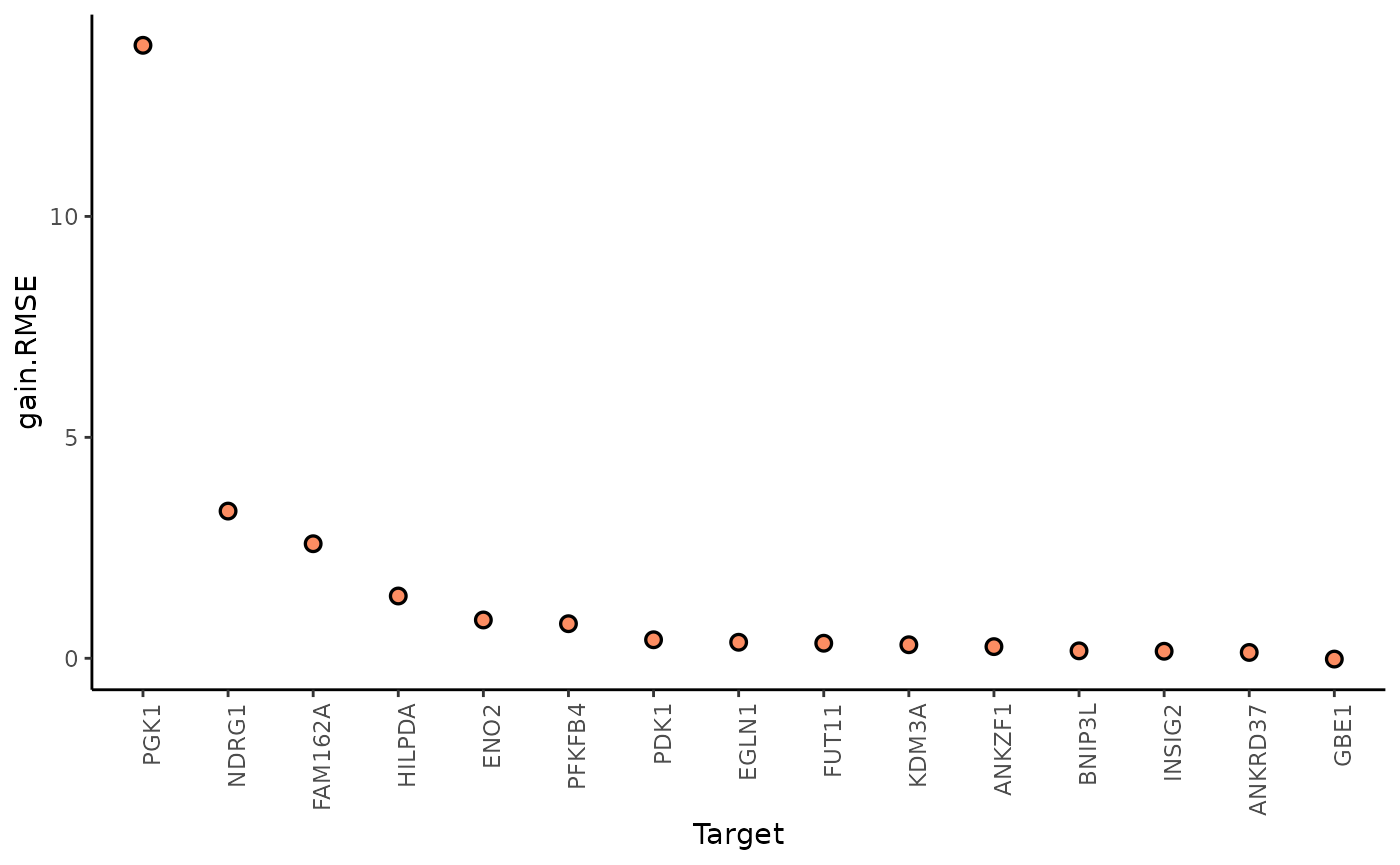 gain.RMSE
10
5
0
PGK1
NDRG1
FAM162A
HILPDA
ENO2
PFKFB4
PDK1
EGLN1
FUT11
KDM3A
ANKZF1
BNIP3L
INSIG2
ANKRD37
GBE1
Target